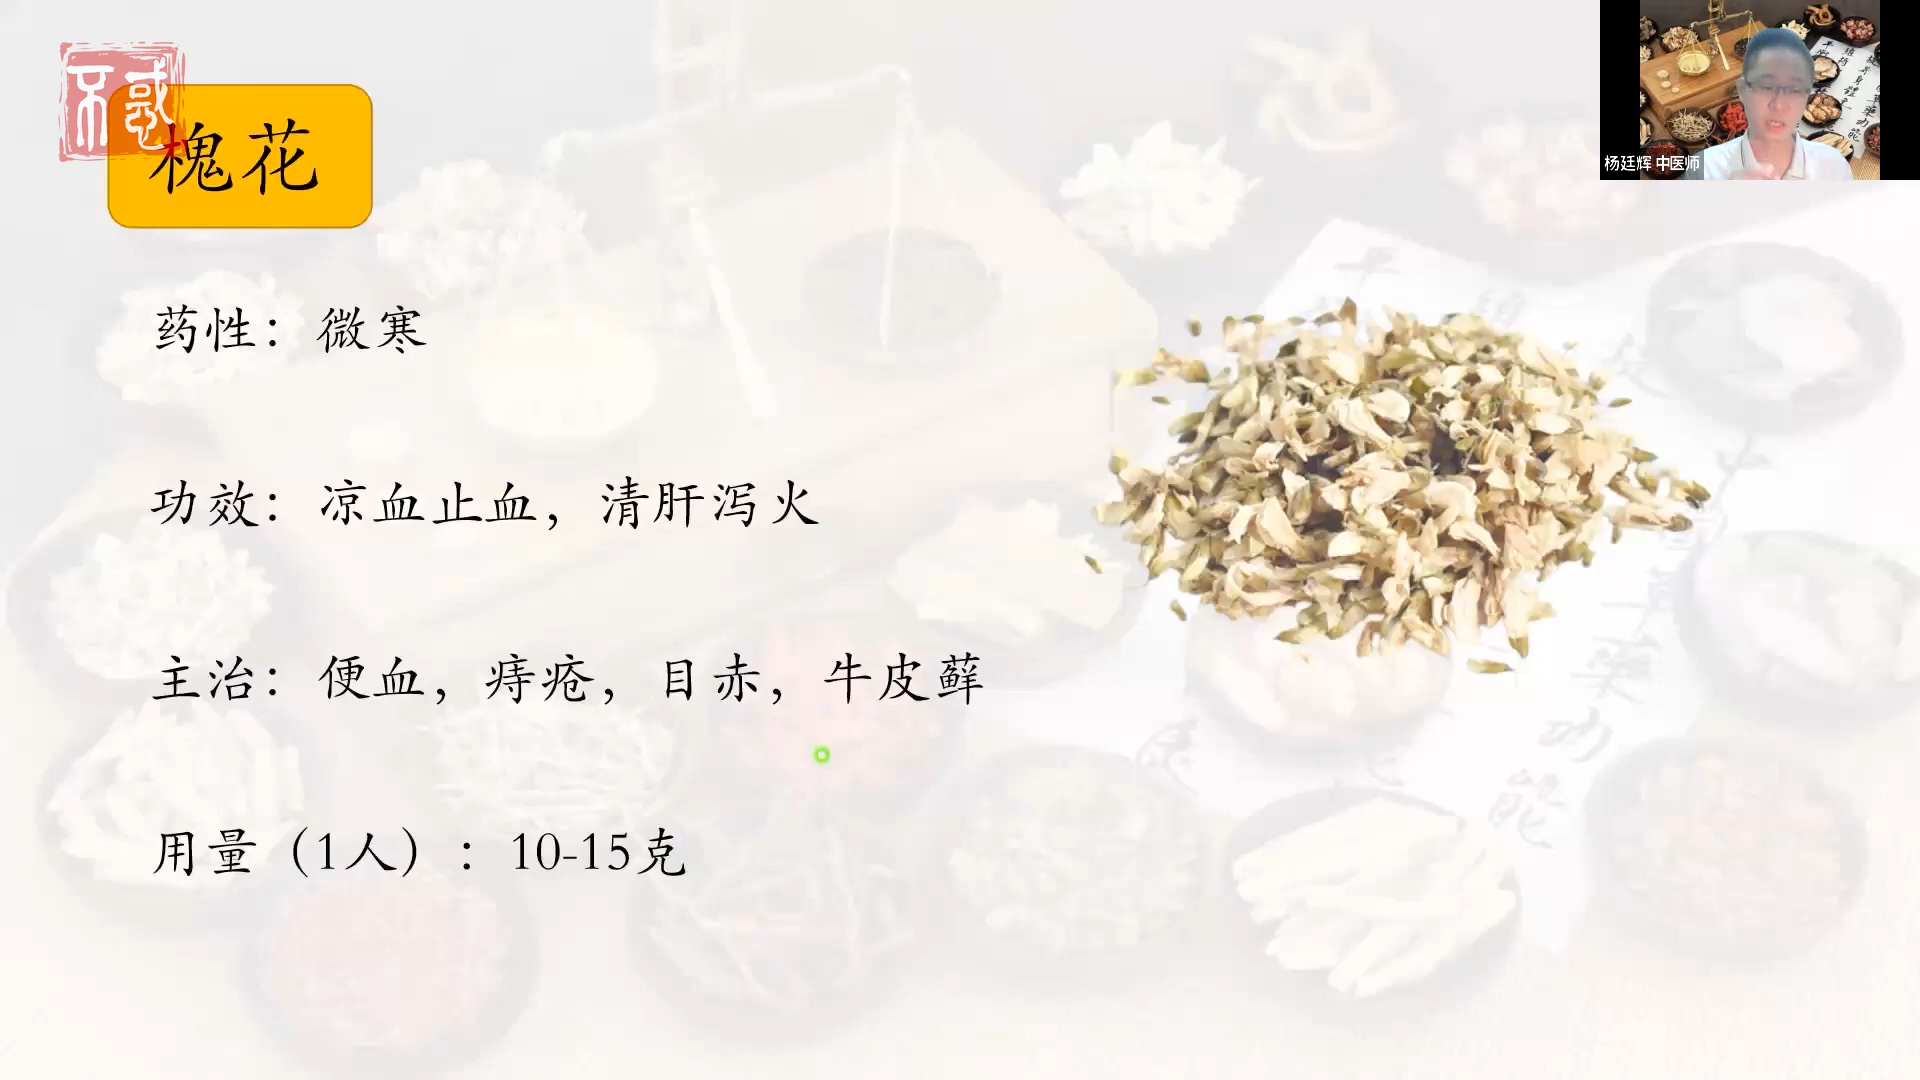 不惑
槐花
药性：微寒
功效：凉血止血，清肝泻火
主治：便血，痔疮，目赤，牛皮藓
用量（1人）：10-15克
杨廷辉 中医师